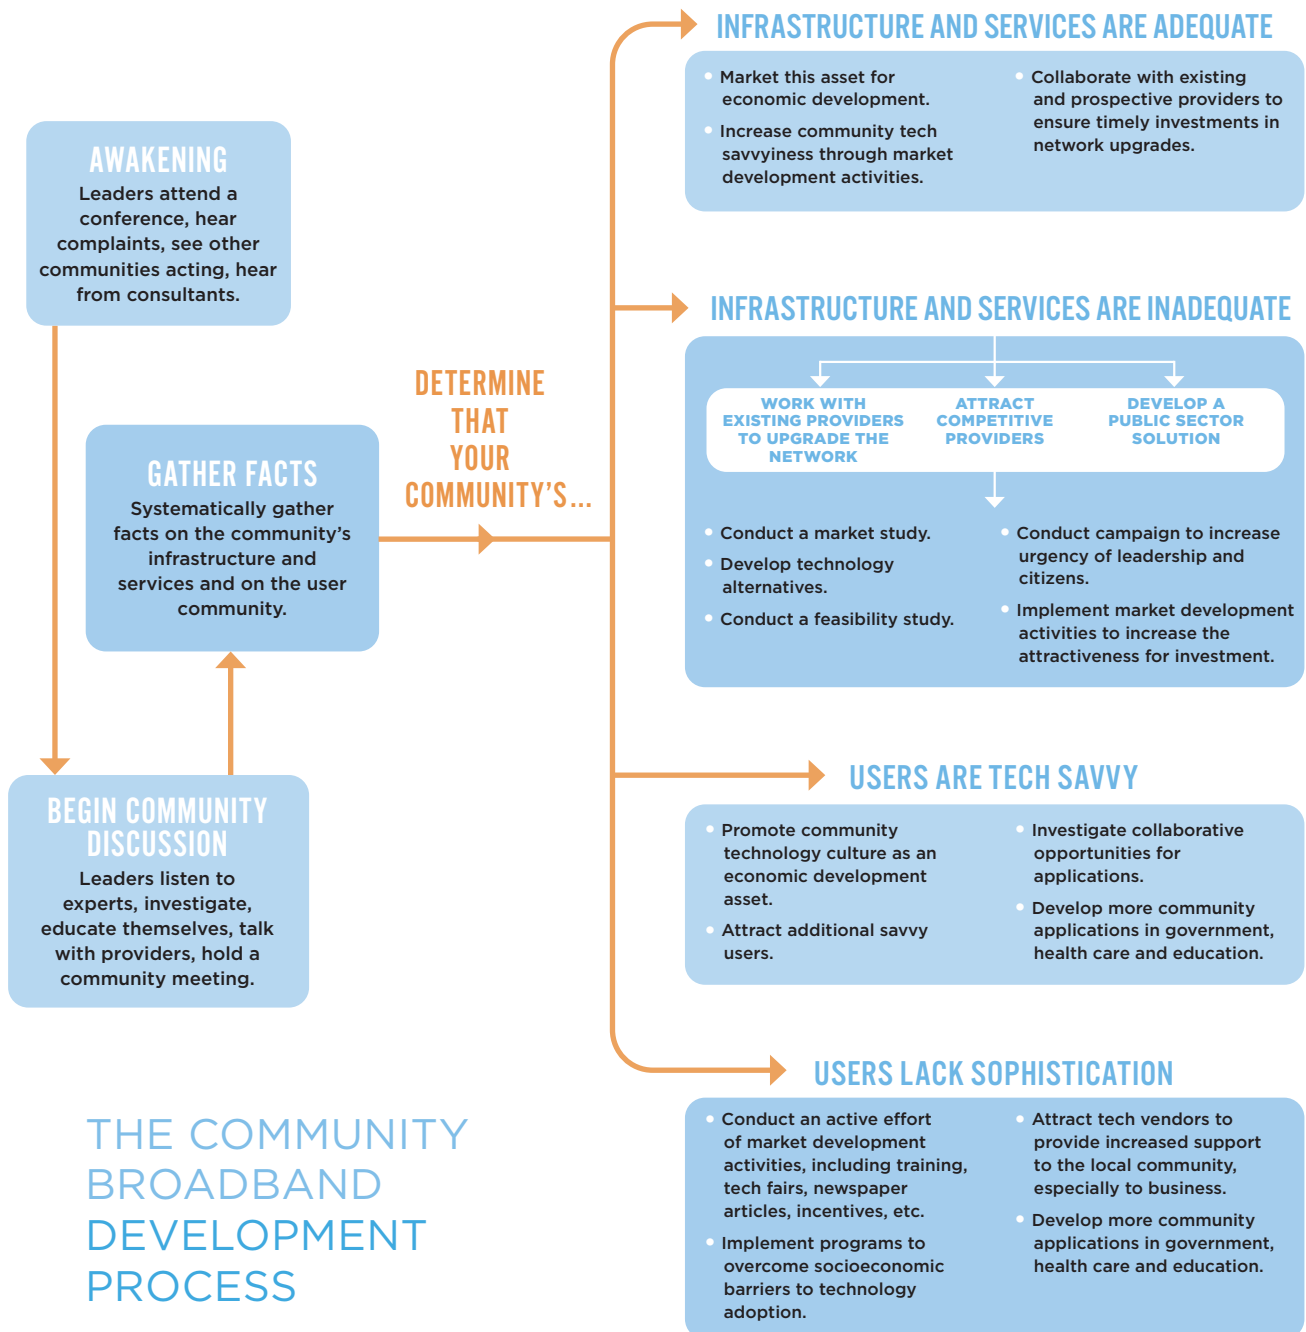 AWAKENING
Leaders attend a
conference, hear
complaints, see other
communities acting, hear
from consultants.
GATHER FACTS
Systematically gather
facts on the community's
infrastructure and
services and on the user
community.
BEGIN COMMUNITY
DISCUSSION
Leaders listen to
experts, investigate,
educate themselves, talk
with providers, hold a
community meeting.
DETERMINE
THAT
YOUR
COMMUNITY'S...
INFRASTRUCTURE AND SERVICES ARE ADEQUATE
• Market this asset for
economic development.
• Increase community tech
savvyiness through market
development activities.
• Collaborate with existing
and prospective providers to
ensure timely investments in
network upgrades.
INFRASTRUCTURE AND SERVICES ARE INADEQUATE
WORK WITH
EXISTING PROVIDERS
TO UPGRADE THE
NETWORK
ATTRACT
COMPETITIVE
PROVIDERS
DEVELOP A
PUBLIC SECTOR
SOLUTION
• Conduct a market study.
• Develop technology
alternatives.
• Conduct a feasibility study.
• Conduct campaign to increase
urgency of leadership and
citizens.
• Implement market development
activities to increase the
attractiveness for investment.
USERS ARE TECH SAVVY
• Promote community
technology culture as an
economic development
asset.
• Attract additional savvy
users.
• Investigate collaborative
opportunities for
applications.
• Develop more community
applications in government,
health care and education.
USERS LACK SOPHISTICATION
• Conduct an active effort
of market development
activities, including training,
tech fairs, newspaper
articles, incentives, etc.
• Implement programs to
overcome socioeconomic
barriers to technology
adoption.
• Attract tech vendors to
provide increased support
to the local community,
especially to business.
• Develop more community
applications in government,
health care and education.
THE COMMUNITY
BROADBAND
DEVELOPMENT
PROCESS